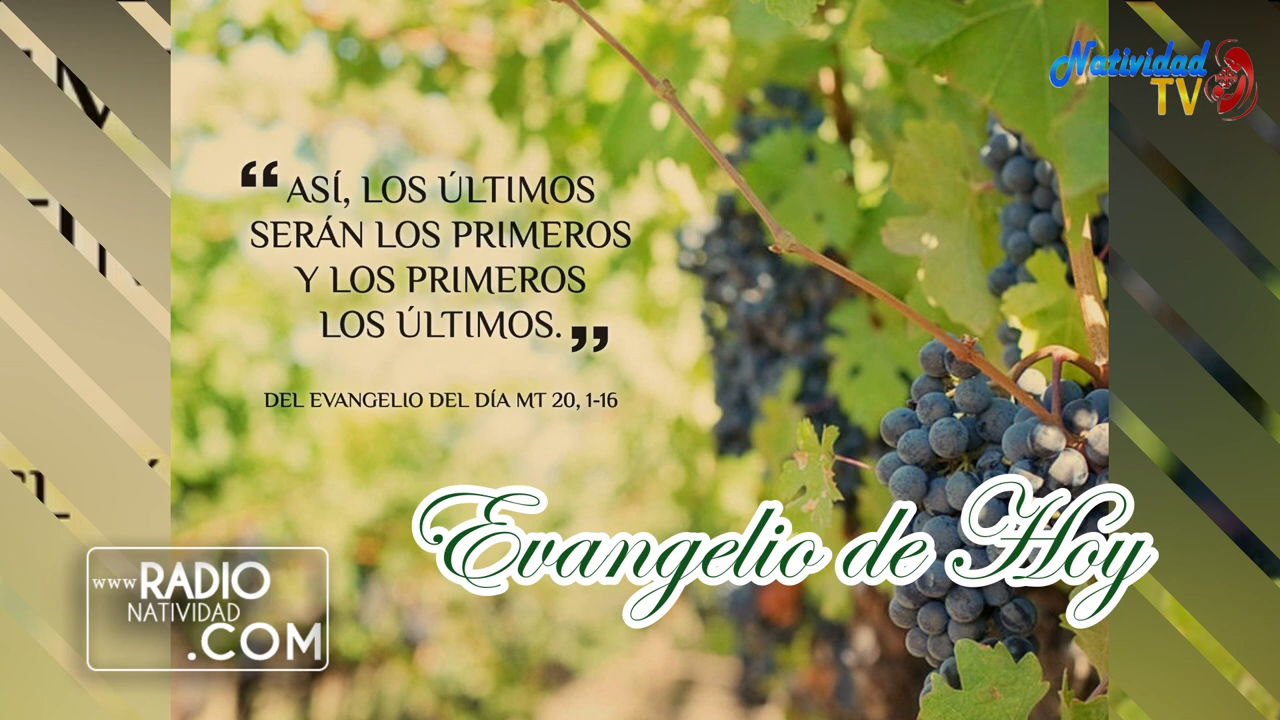 Natividad
TV
“ASÍ, LOS ÚLTIMOS
SERÁN LOS PRIMEROS
Y LOS PRIMEROS
LOS ÚLTIMOS.”
DEL EVANGELIO DEL DÍA MT 20, 1-16
Evangelio de Hoy
www RADIO
NATIVIDAD
.COM